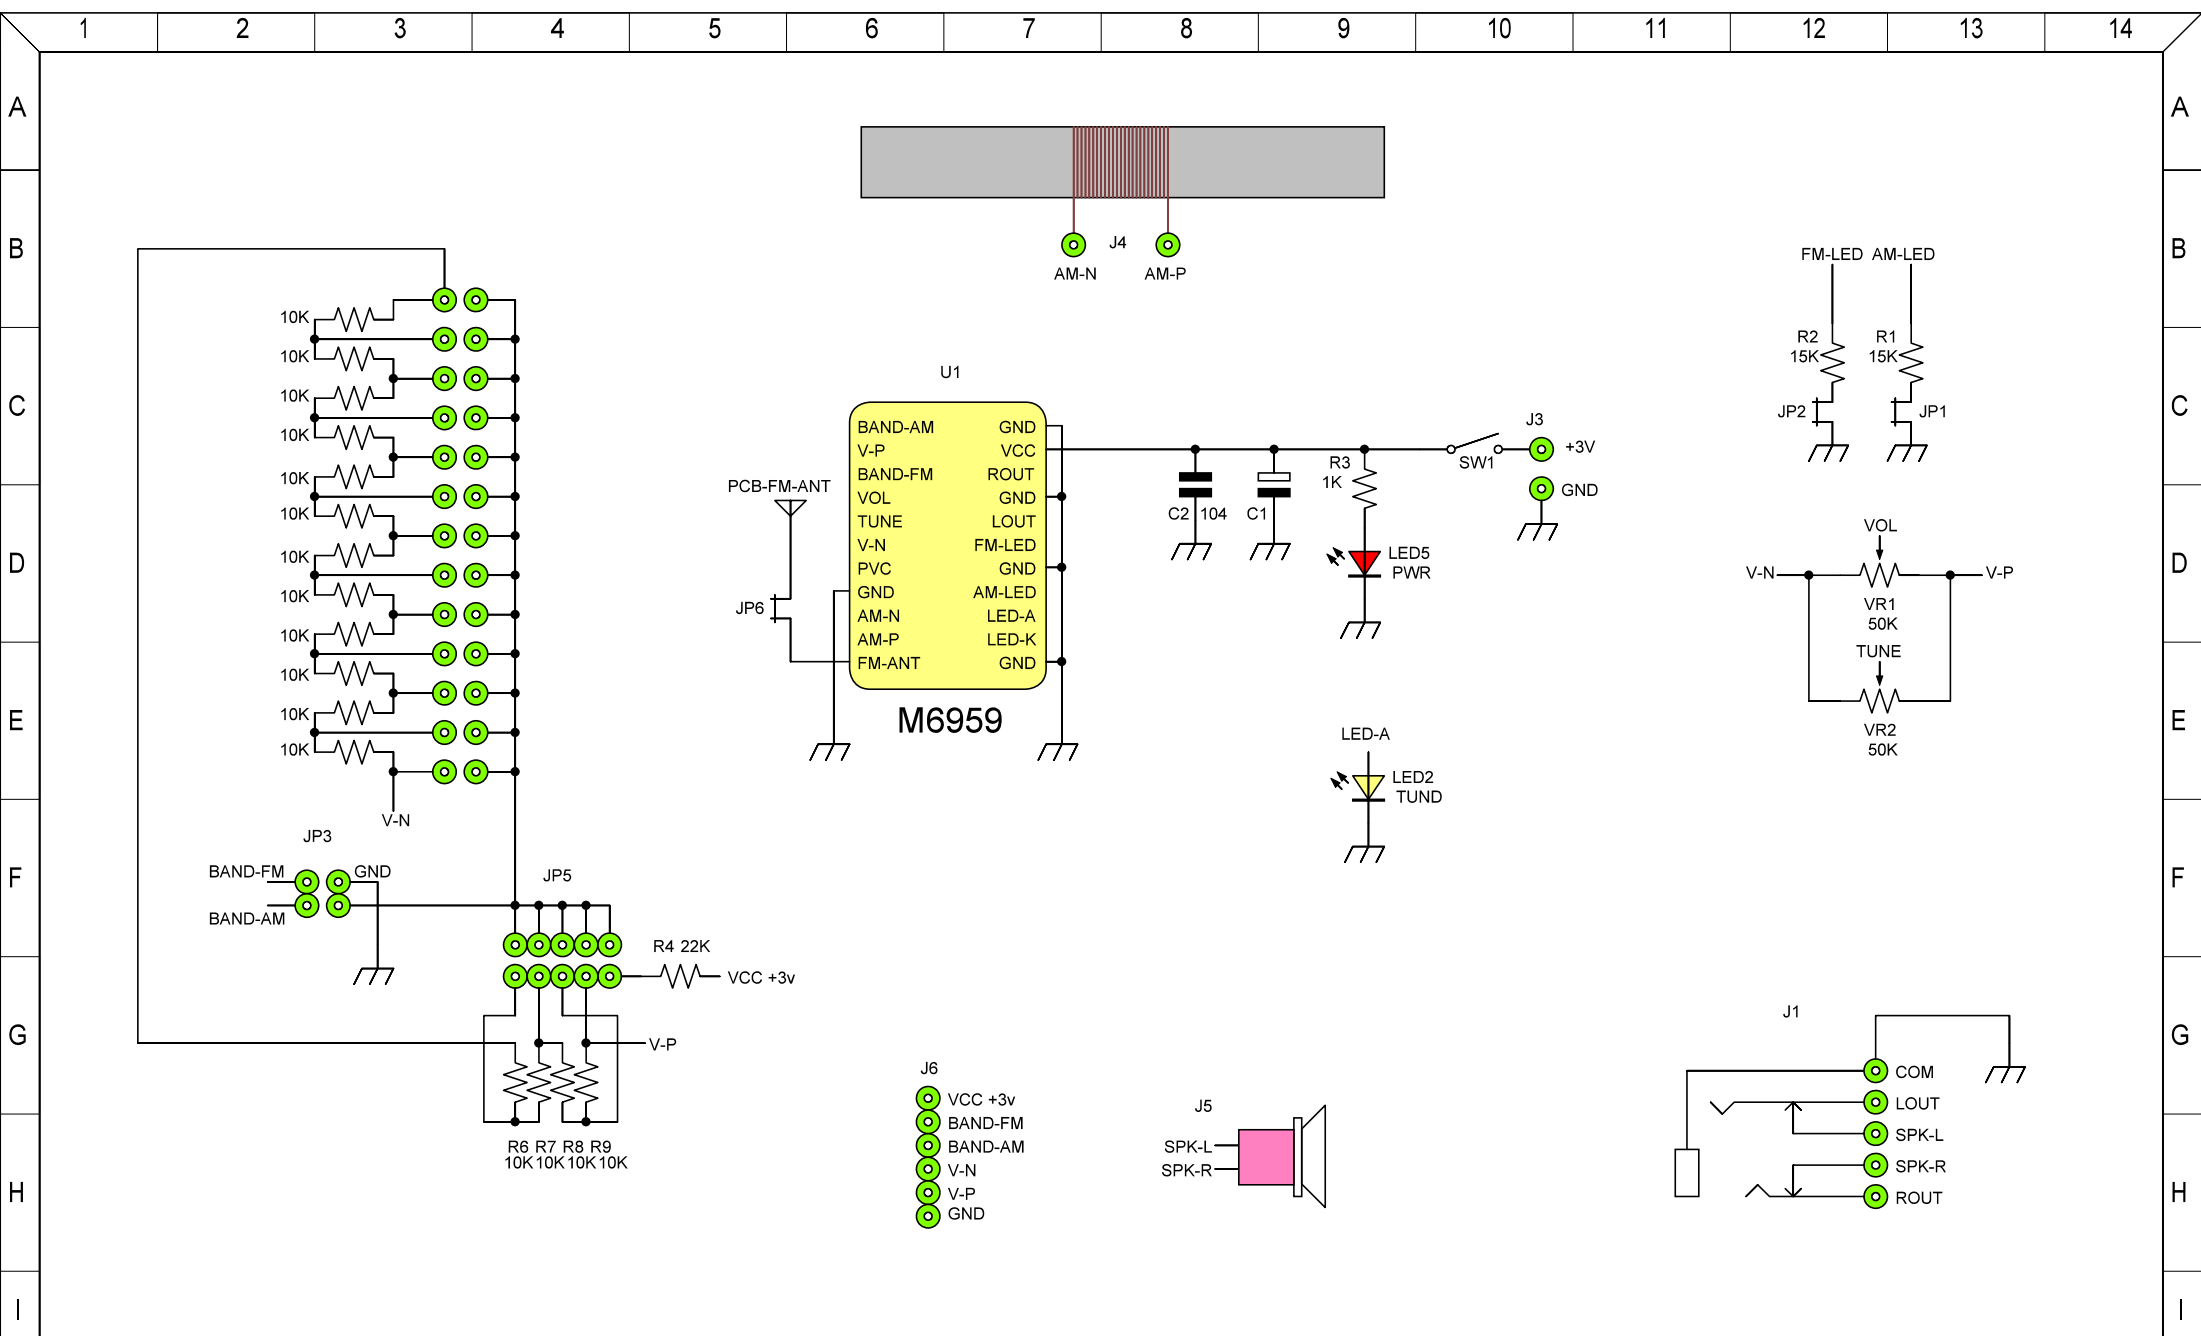 1 2 3 4 5 6 7 8 9 10 11 12 13 14
A A
B B
C C
D D
E E
F F
G G
H H
I I
J4
AM-N AM-P
10K
10K
10K
10K
10K
10K
10K
10K
10K
10K
10K
10K
V-N
U1
BAND-AM GND
V-P VCC
BAND-FM ROUT
VOL GND
TUNE LOUT
V-N FM-LED
PVC GND
GND AM-LED
AM-N LED-A
AM-P LED-K
FM-ANT GND
M6959
PCB-FM-ANT
JP6
C2 104
C1
R3
1K
LED5
PWR
SW1
J3
+3V
GND
FM-LED AM-LED
R2
15K
JP2
R1
15K
JP1
VOL
V-N V-P
VR1
50K
TUNE
VR2
50K
LED-A
LED2
TUND
JP3
BAND-FM GND
BAND-AM
JP5
R4 22K
VCC +3v
V-P
R6 R7 R8 R9
10K 10K 10K 10K
J6
VCC +3v
BAND-FM
BAND-AM
V-N
V-P
GND
J5
SPK-L
SPK-R
J1
COM
LOUT
SPK-L
SPK-R
ROUT